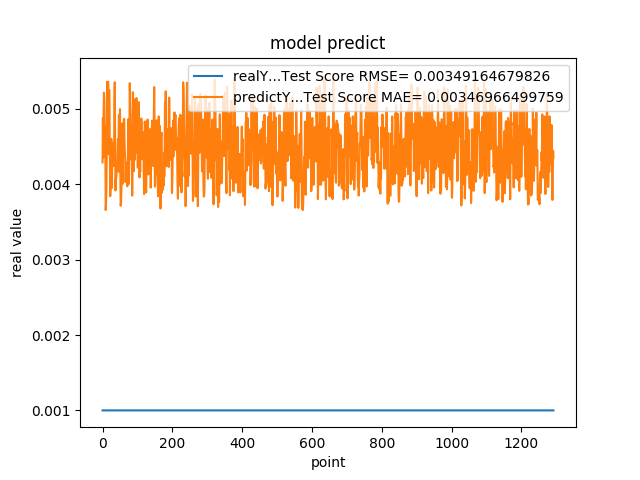 model predict
realY...Test Score RMSE= 0.00349164679826
predictY...Test Score MAE= 0.00346966499759
0.005
0.004
0.003
0.002
0.001
real value
0 200 400 600 800 1000 1200
point